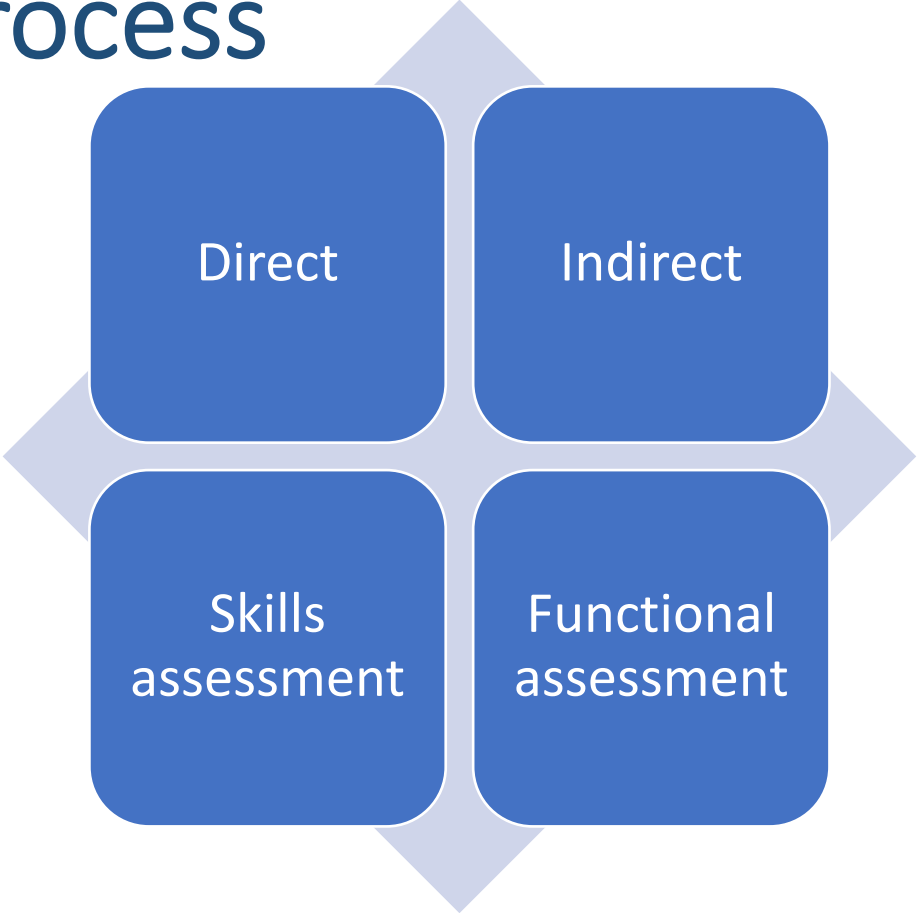 rocess
Direct
Indirect
Skills
assessment
Functional
assessment